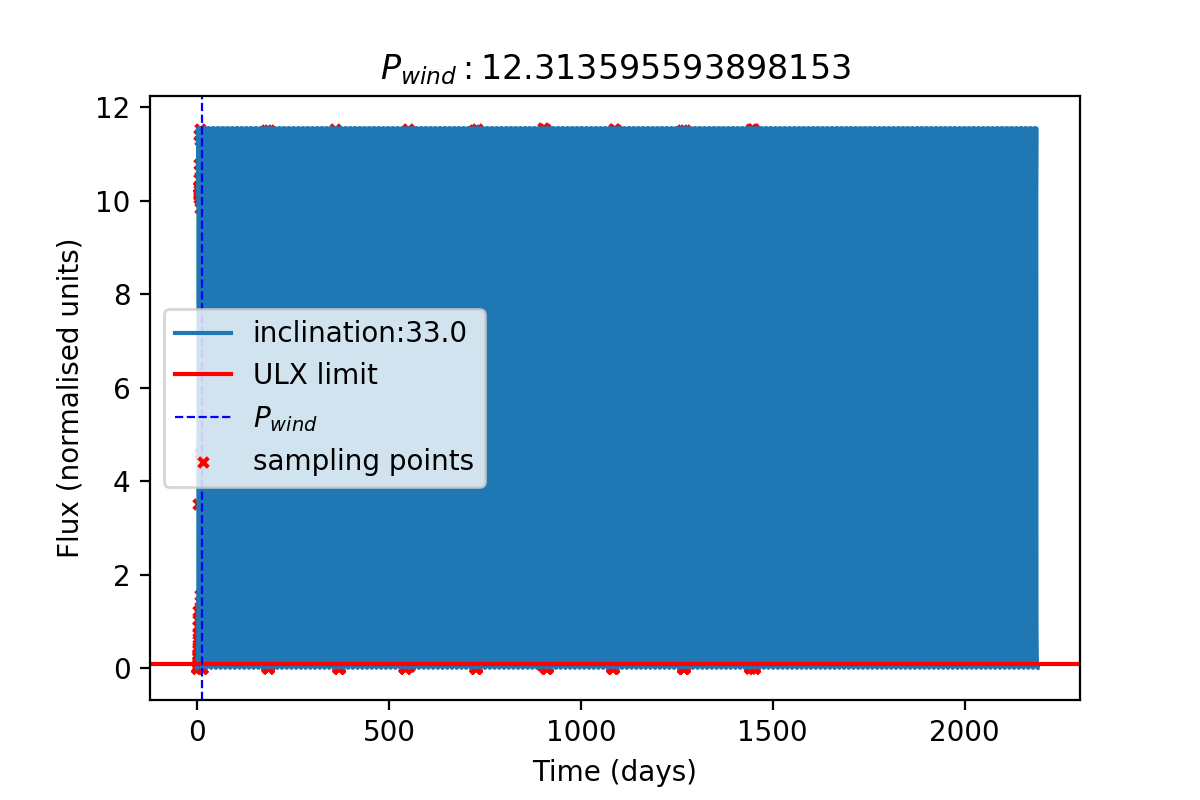 P_wind : 12.313595593898153
12
10
8
6
4
2
0
Flux (normalised units)
inclination:33.0
ULX limit
P_wind
sampling points
0 500 1000 1500 2000
Time (days)